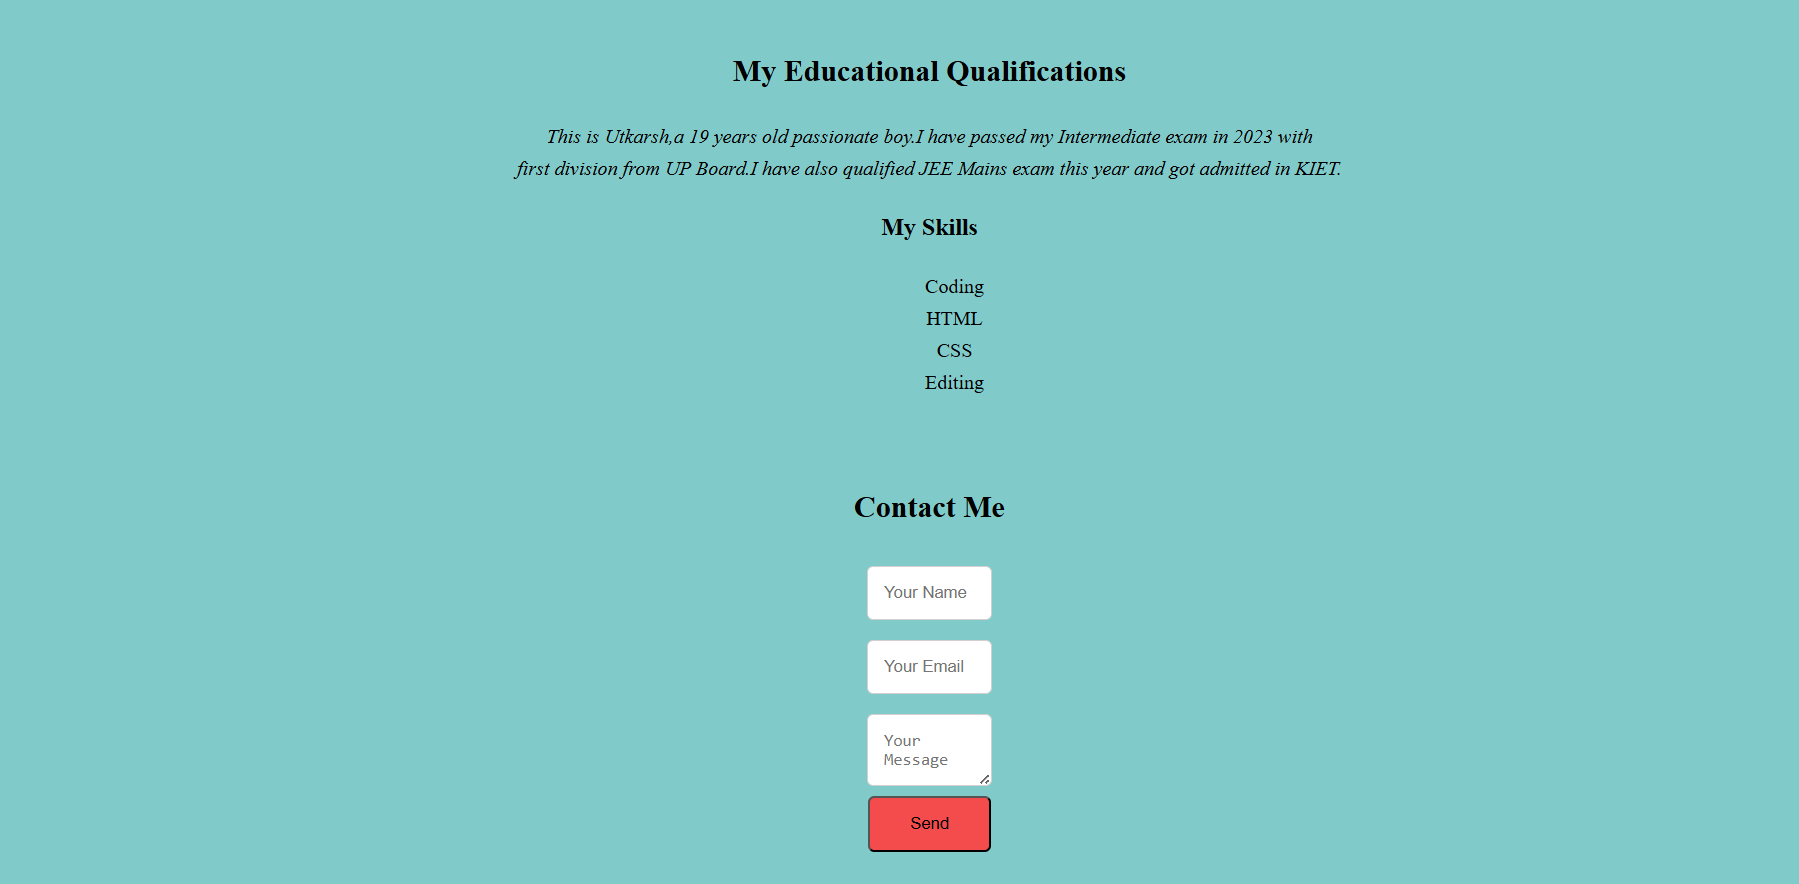 My Educational Qualifications
This is Utkarsh,a 19 years old passionate boy.I have passed my Intermediate exam in 2023 with
first division from UP Board.I have also qualified JEE Mains exam this year and got admitted in KIET.
My Skills
Coding
HTML
CSS
Editing
Contact Me
Your Name
Your Email
Your
Message
Send